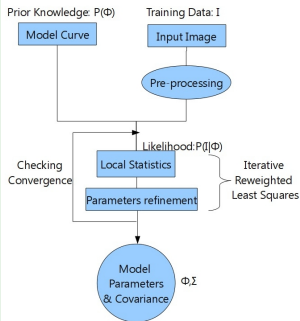 Prior Knowledge: P(Φ)
Training Data: I
Model Curve
Input Image
Pre-processing
Likelihood:P(I|Φ)
Checking
Convergence
Local Statistics
Parameters refinement
Iterative
Reweighted
Least Squares
Model
Parameters
& Covariance
Φ,Σ